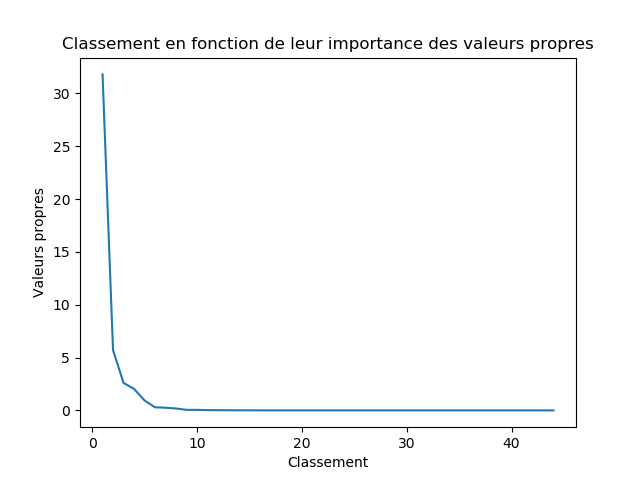 Classement en fonction de leur importance des valeurs propres
Valeurs propres
30
25
20
15
10
5
0
0 10 20 30 40
Classement